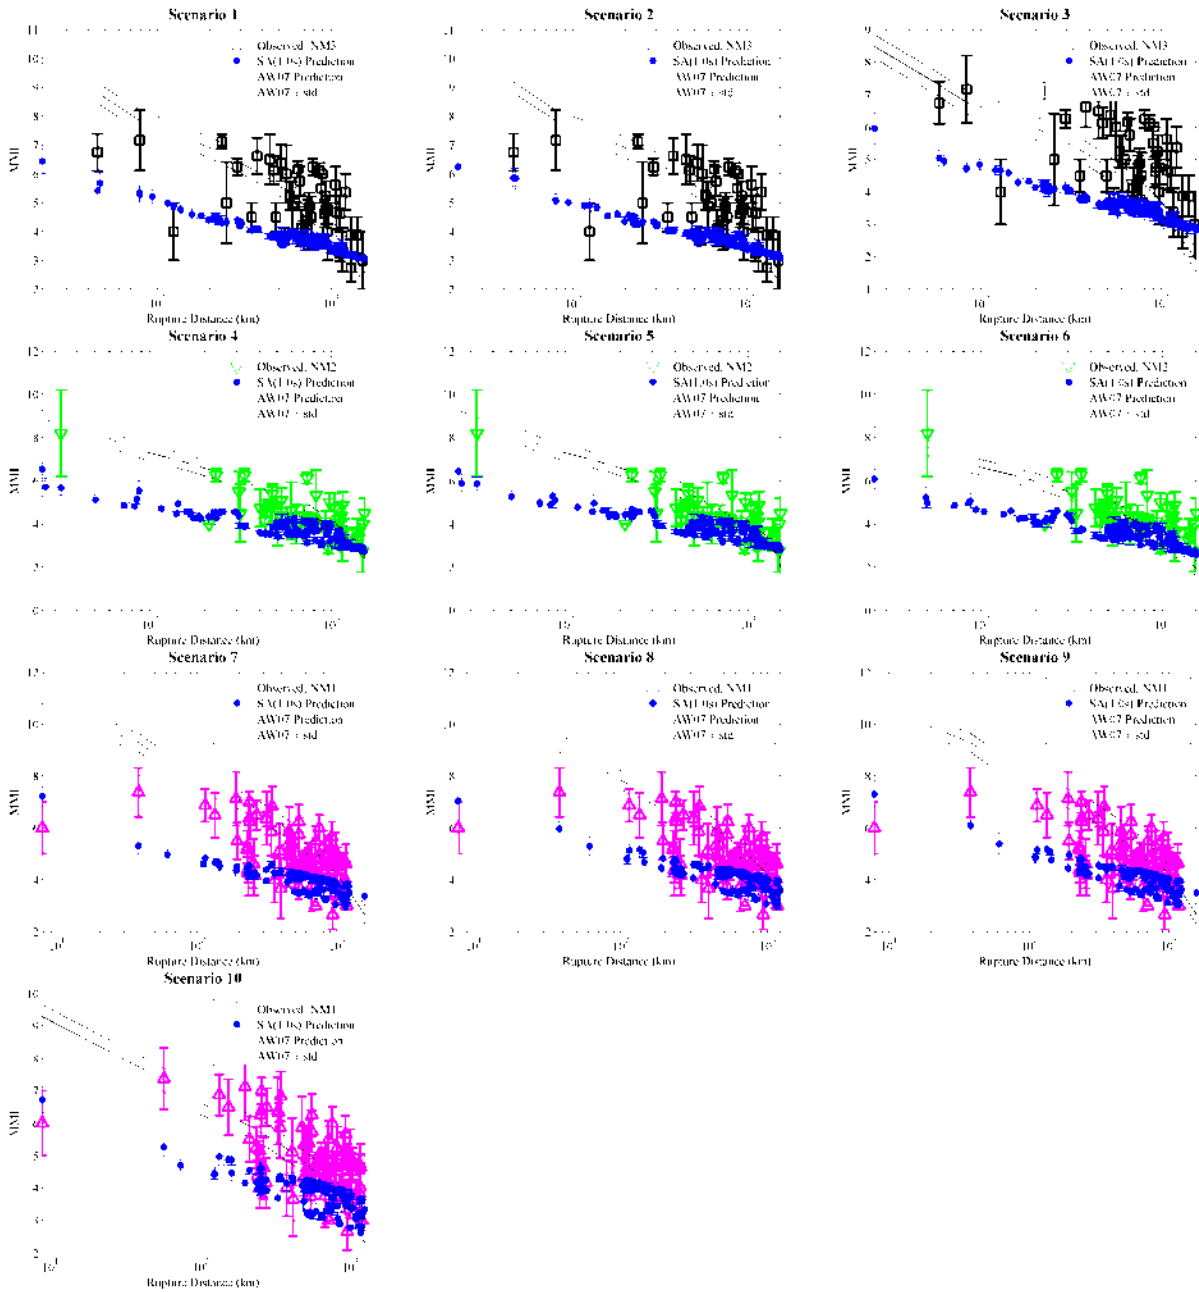 Scenario 1
Observed, NM3
SA(1.0s) Prediction
AW07 Prediction
AW07 + std
MMI
Rupture Distance (km)
Scenario 2
Observed, NM3
SA(1.0s) Prediction
AW07 Prediction
AW07 + std
MMI
Rupture Distance (km)
Scenario 3
Observed, NM3
SA(1.0s) Prediction
AW07 Prediction
AW07 + std
MMI
Rupture Distance (km)
Scenario 4
Observed, NM2
SA(1.0s) Prediction
AW07 Prediction
AW07 + std
MMI
Rupture Distance (km)
Scenario 5
Observed, NM2
SA(1.0s) Prediction
AW07 Prediction
AW07 + std
MMI
Rupture Distance (km)
Scenario 6
Observed, NM2
SA(1.0s) Prediction
AW07 Prediction
AW07 + std
MMI
Rupture Distance (km)
Scenario 7
Observed, NM1
SA(1.0s) Prediction
AW07 Prediction
AW07 + std
MMI
Rupture Distance (km)
Scenario 8
Observed, NM1
SA(1.0s) Prediction
AW07 Prediction
AW07 + std
MMI
Rupture Distance (km)
Scenario 9
Observed, NM1
SA(1.0s) Prediction
AW07 Prediction
AW07 + std
MMI
Rupture Distance (km)
Scenario 10
Observed, NM1
SA(1.0s) Prediction
AW07 Prediction
AW07 + std
MMI
Rupture Distance (km)